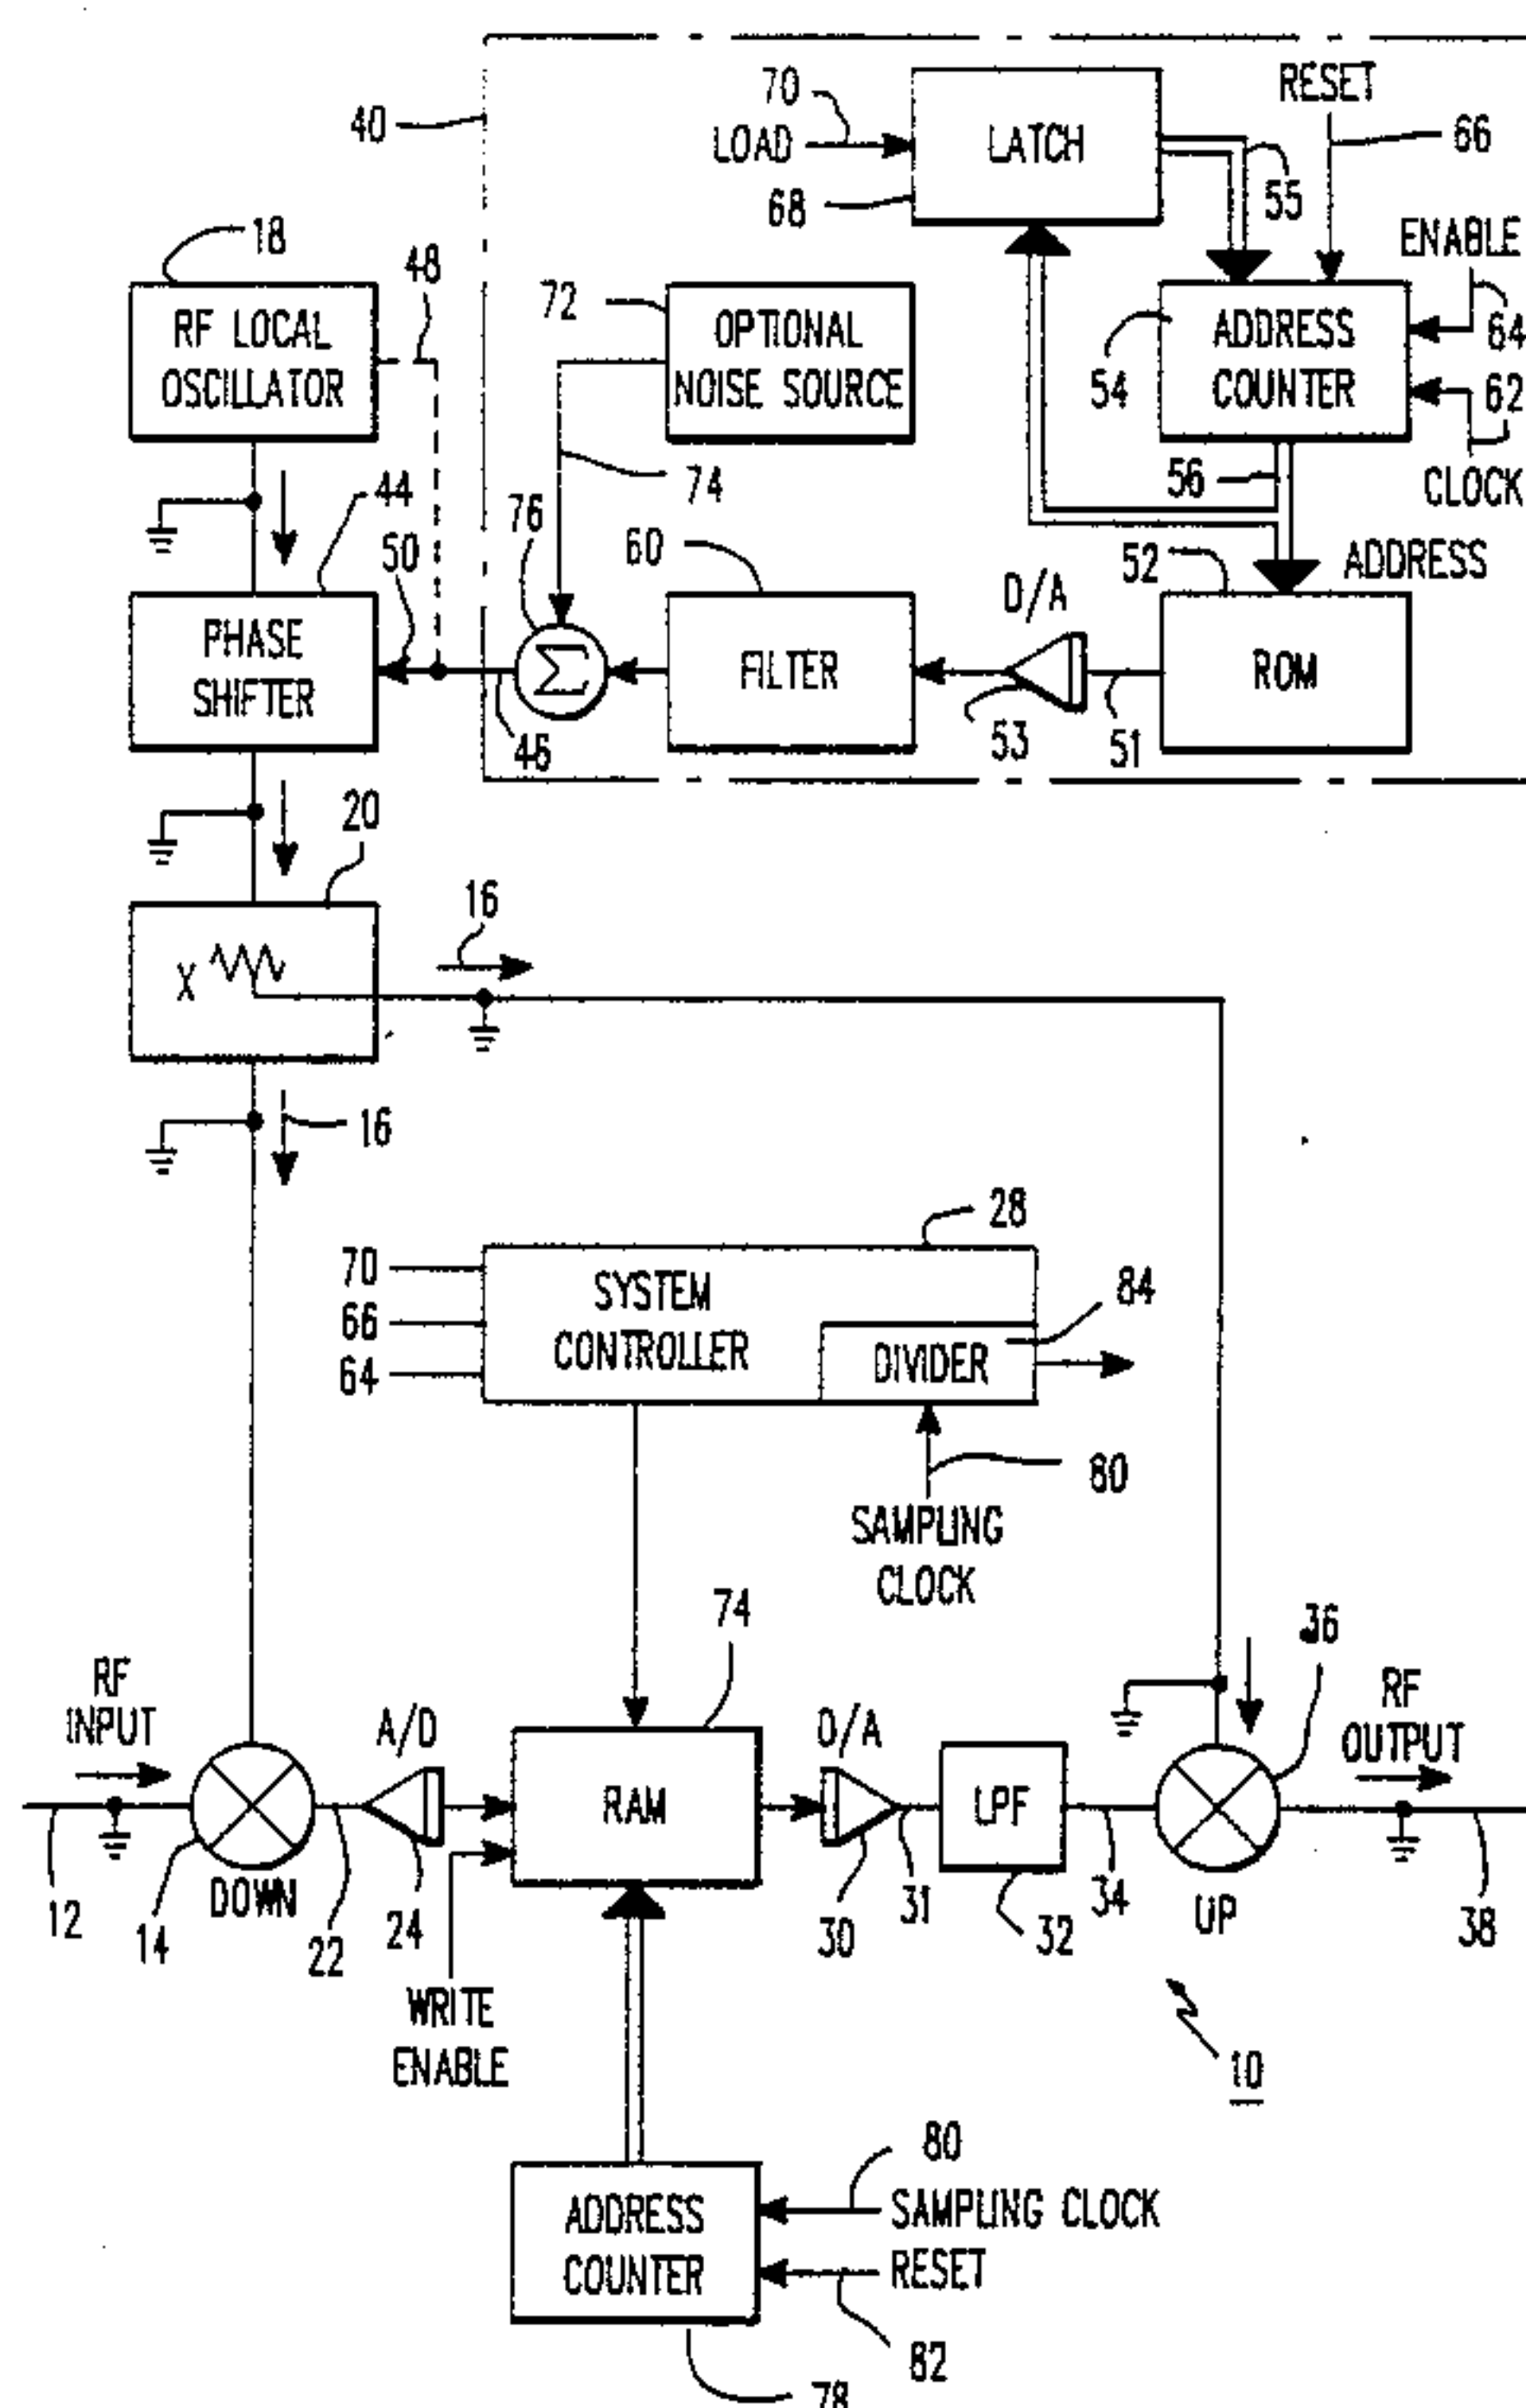 40
70
LOAD
LATCH
68
RESET
66
55
ENABLE
64
18
RF LOCAL
OSCILLATOR
48
72
OPTIONAL
NOISE SOURCE
74
54
ADDRESS
COUNTER
62
CLOCK
56
44
50
76
60
52
ADDRESS
D/A
PHASE
SHIFTER
Σ
FILTER
ROM
46
53
51
20
X
16
16
28
70
66
64
SYSTEM
CONTROLLER
84
DIVIDER
80
SAMPLING
CLOCK
74
36
RF
INPUT
A/D
RAM
D/A
LPF
RF
OUTPUT
12
14
DOWN
22
24
30
31
32
34
UP
38
WRITE
ENABLE
10
ADDRESS
COUNTER
80
SAMPLING CLOCK
RESET
82
78